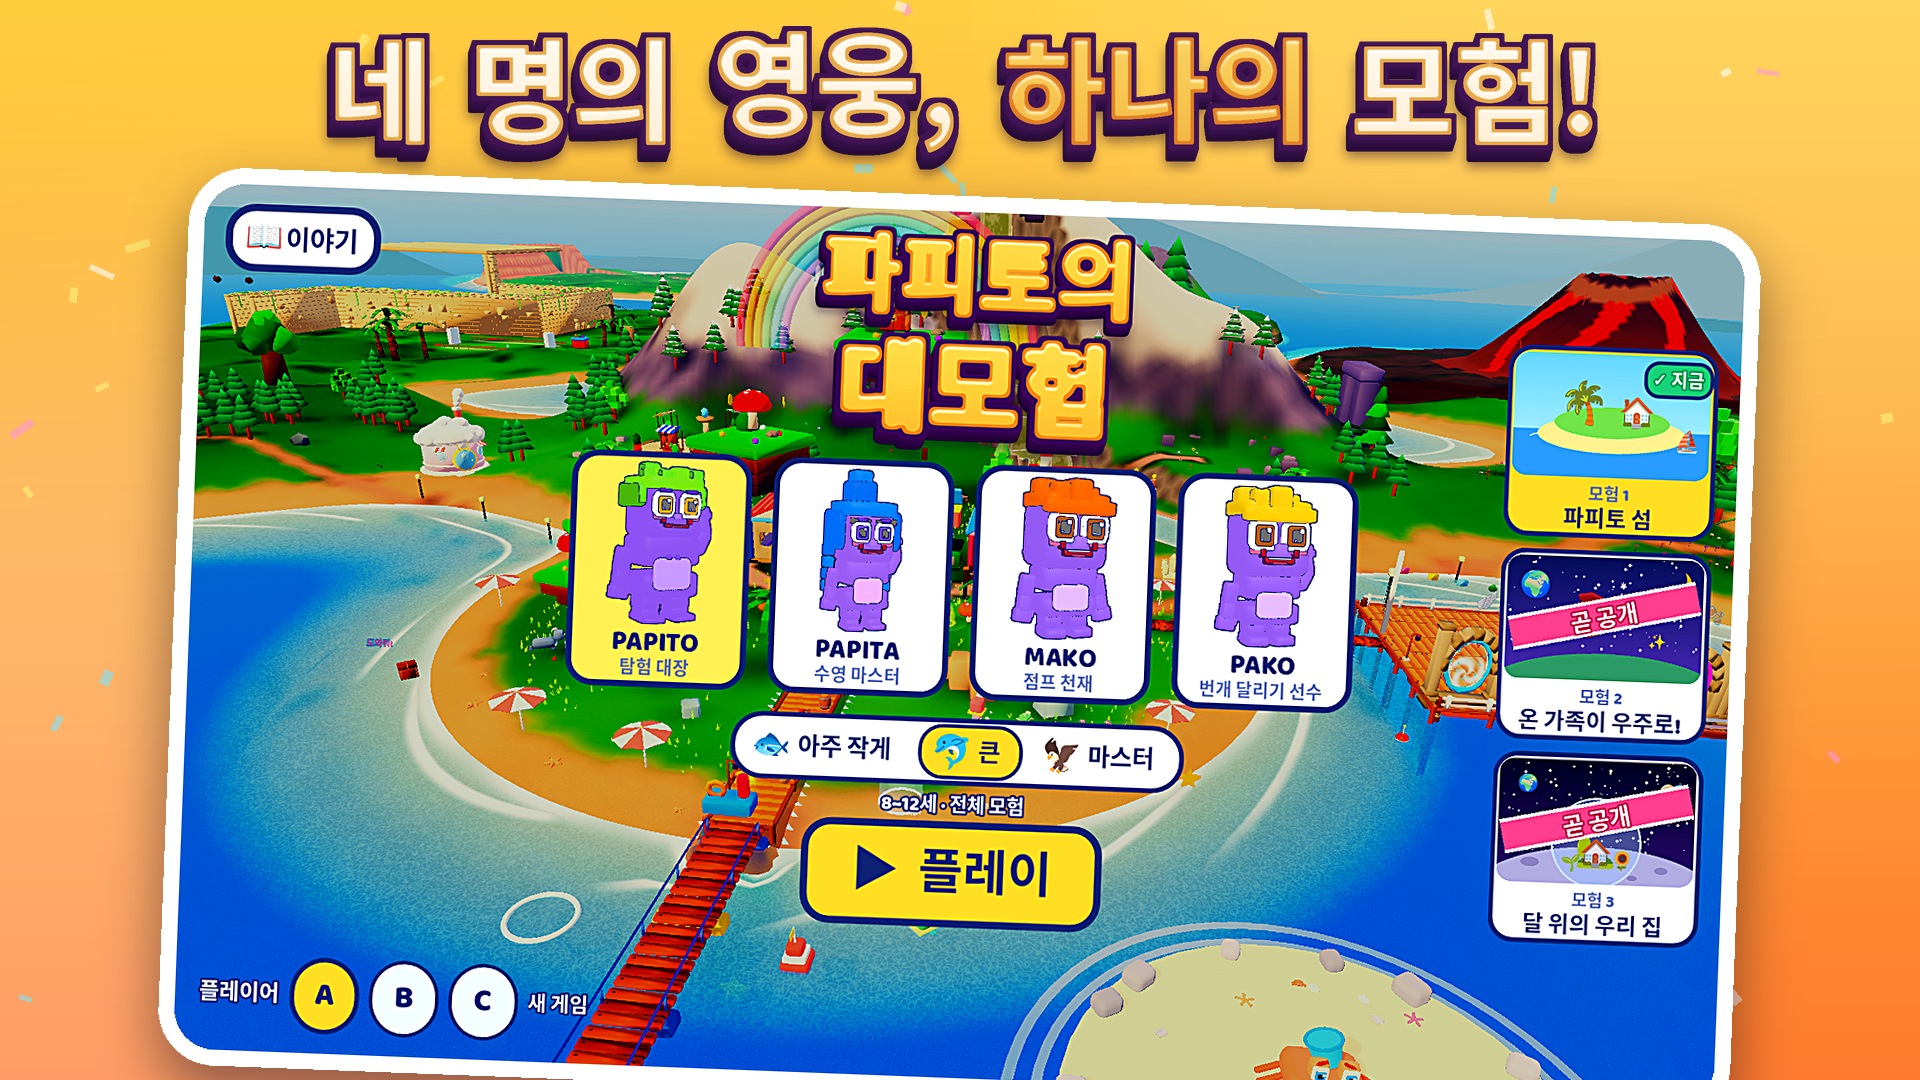 네 명의 영웅, 하나의 모험!
이야기
파피토의
대모험
✓ 지금
모험 1
파피토 섬
PAPITO
탐험 대장
PAPITA
수영 마스터
MAKO
점프 천재
PAKO
번개 달리기 선수
곧 공개
모험 2
온 가족이 우주로!
아주 작게
큰
마스터
8–12세 · 전체 모험
플레이
곧 공개
모험 3
달 위의 우리 집
플레이어
A
B
C
새 게임